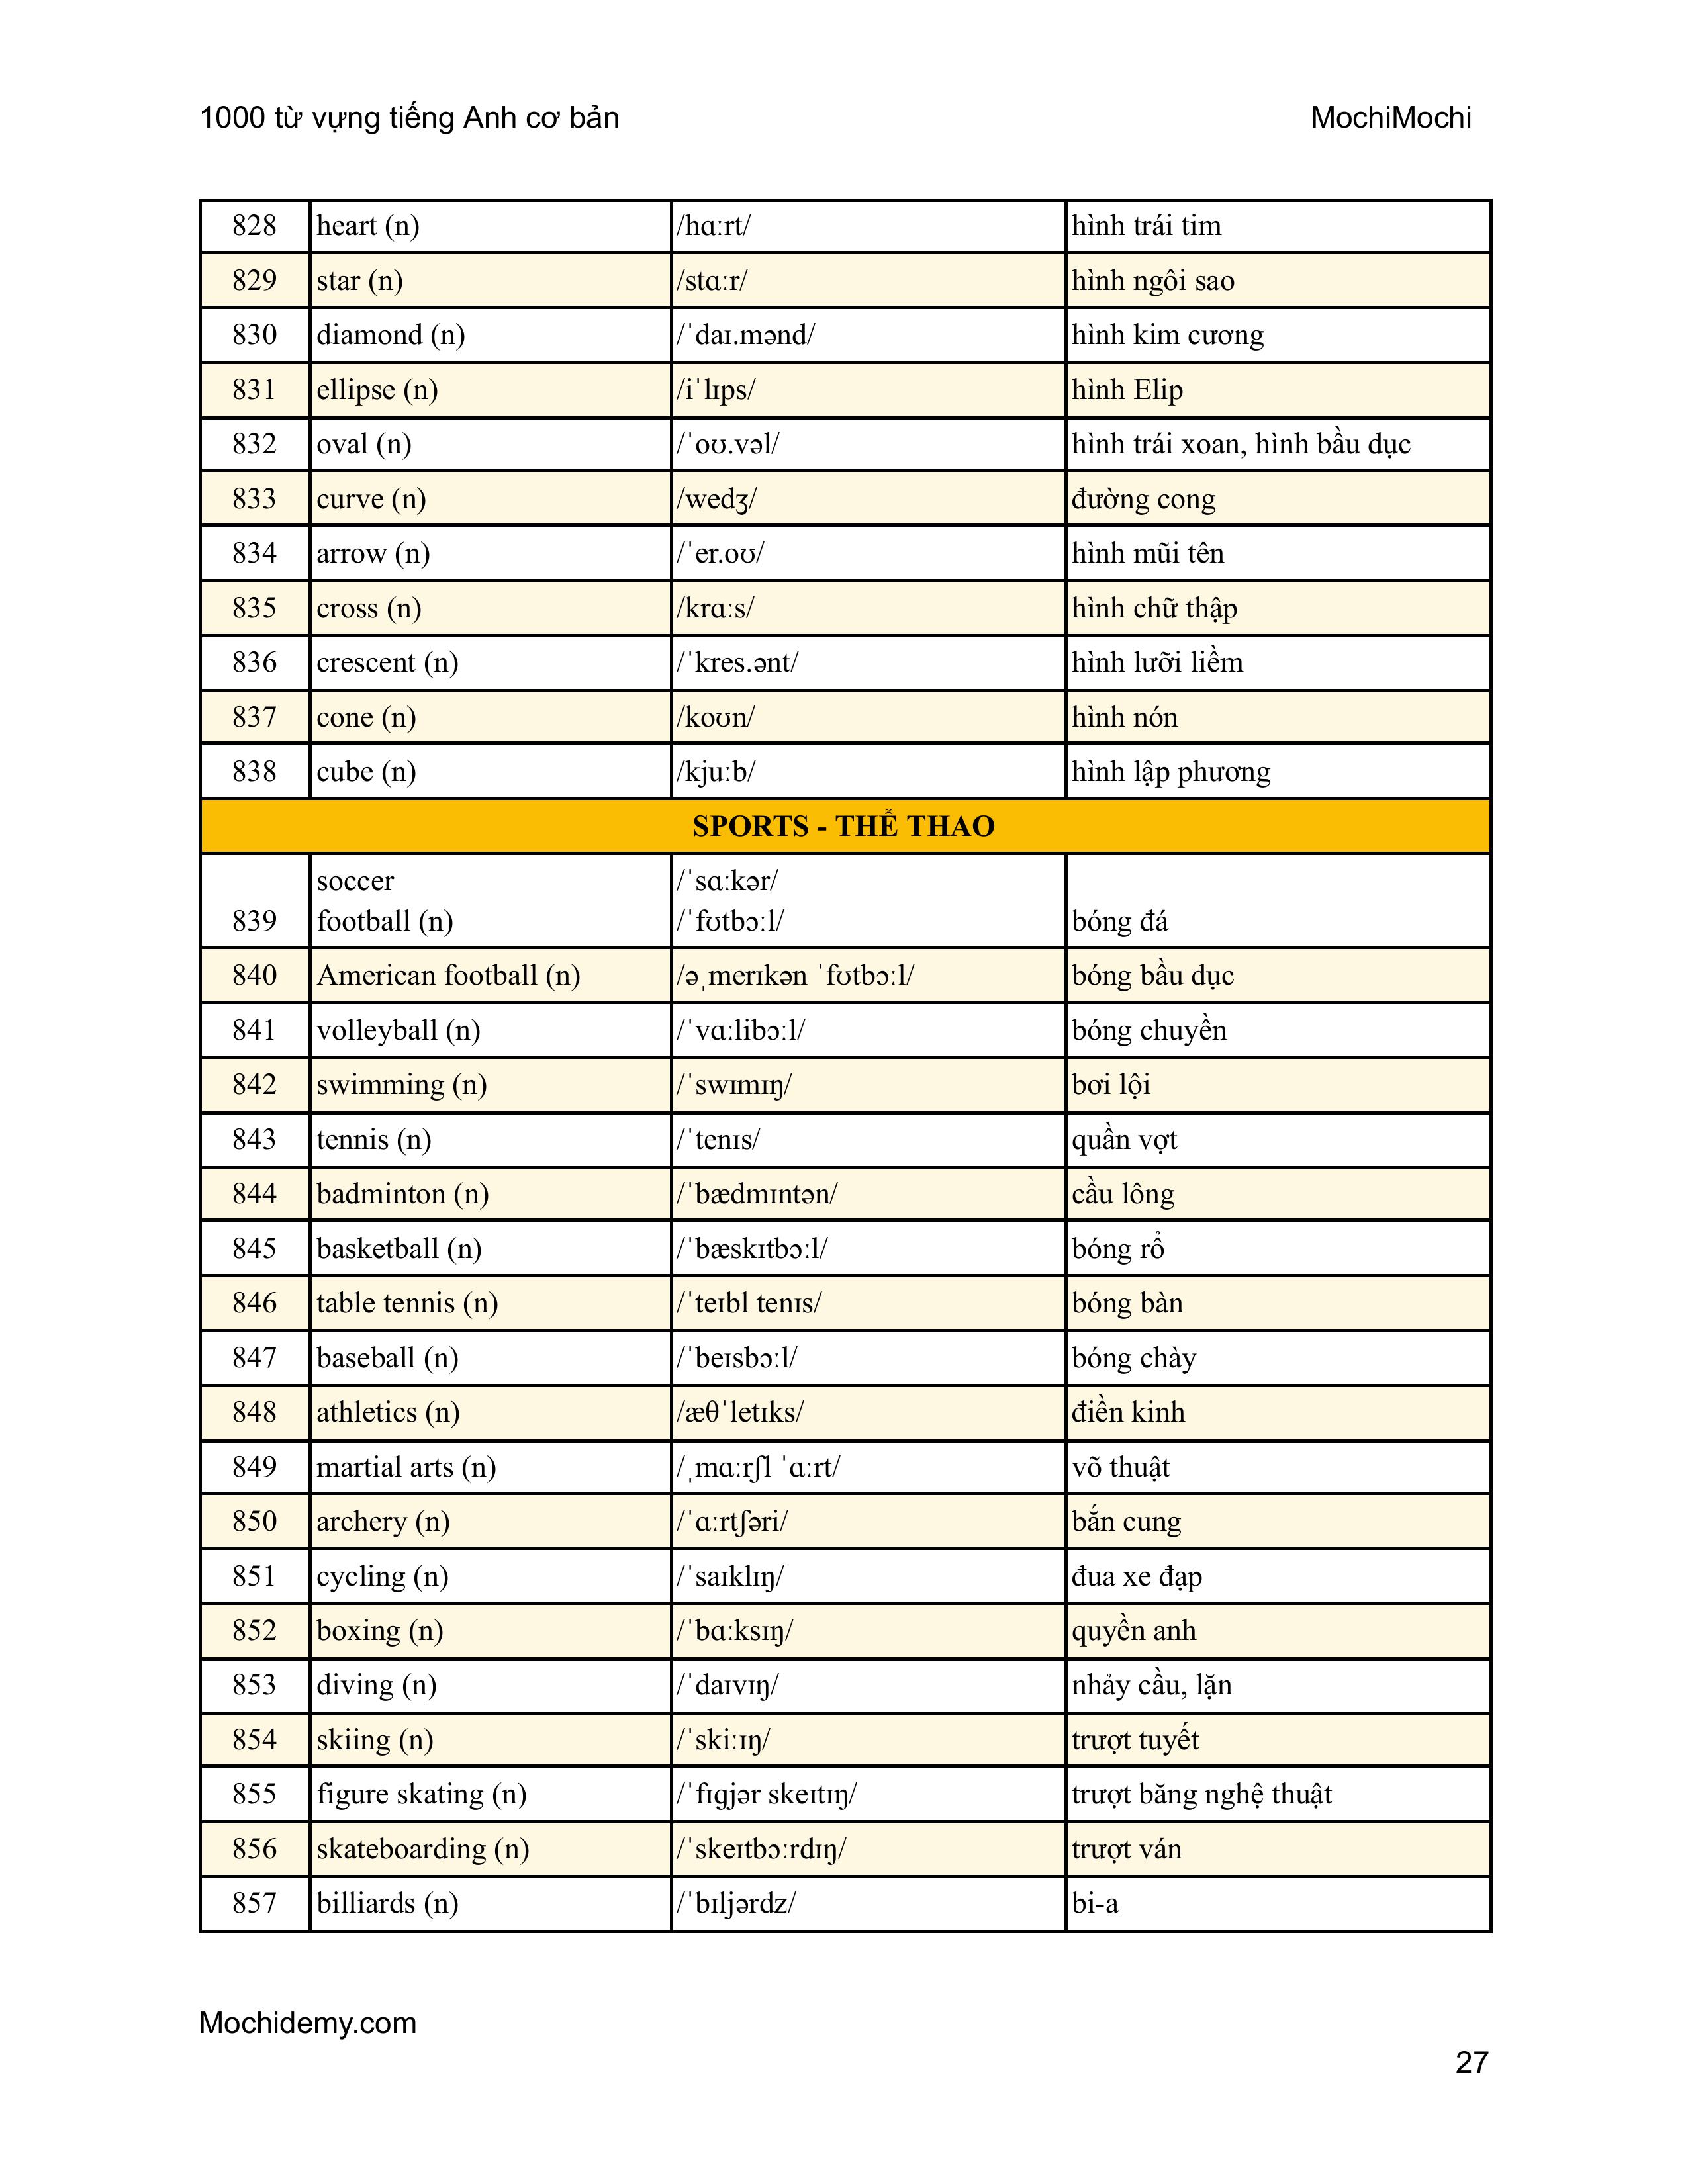 1000 từ vựng tiếng Anh cơ bản MochiMochi
828 heart (n) /hɑːrt/ hình trái tim
829 star (n) /stɑːr/ hình ngôi sao
830 diamond (n) /ˈdaɪ.mənd/ hình kim cương
831 ellipse (n) /iˈlɪps/ hình Elip
832 oval (n) /ˈoʊ.vəl/ hình trái xoan, hình bầu dục
833 curve (n) /wedʒ/ đường cong
834 arrow (n) /ˈer.oʊ/ hình mũi tên
835 cross (n) /krɑːs/ hình chữ thập
836 crescent (n) /ˈkres.ənt/ hình lưỡi liềm
837 cone (n) /koʊn/ hình nón
838 cube (n) /kjuːb/ hình lập phương
SPORTS - THỂ THAO
soccer /ˈsɑːkər/
839 football (n) /ˈfʊtbɔːl/ bóng đá
840 American football (n) /əˌmerɪkən ˈfʊtbɔːl/ bóng bầu dục
841 volleyball (n) /ˈvɑːlibɔːl/ bóng chuyền
842 swimming (n) /ˈswɪmɪŋ/ bơi lội
843 tennis (n) /ˈtenɪs/ quần vợt
844 badminton (n) /ˈbædmɪntən/ cầu lông
845 basketball (n) /ˈbæskɪtbɔːl/ bóng rổ
846 table tennis (n) /ˈteɪbl tenɪs/ bóng bàn
847 baseball (n) /ˈbeɪsbɔːl/ bóng chày
848 athletics (n) /æθˈletɪks/ điền kinh
849 martial arts (n) /ˌmɑːrʃl ˈɑːrt/ võ thuật
850 archery (n) /ˈɑːrtʃəri/ bắn cung
851 cycling (n) /ˈsaɪklɪŋ/ đua xe đạp
852 boxing (n) /ˈbɑːksɪŋ/ quyền anh
853 diving (n) /ˈdaɪvɪŋ/ nhảy cầu, lặn
854 skiing (n) /ˈskiːɪŋ/ trượt tuyết
855 figure skating (n) /ˈfɪɡjər skeɪtɪŋ/ trượt băng nghệ thuật
856 skateboarding (n) /ˈskeɪtbɔːrdɪŋ/ trượt ván
857 billiards (n) /ˈbɪljərdz/ bi-a
Mochidemy.com
27